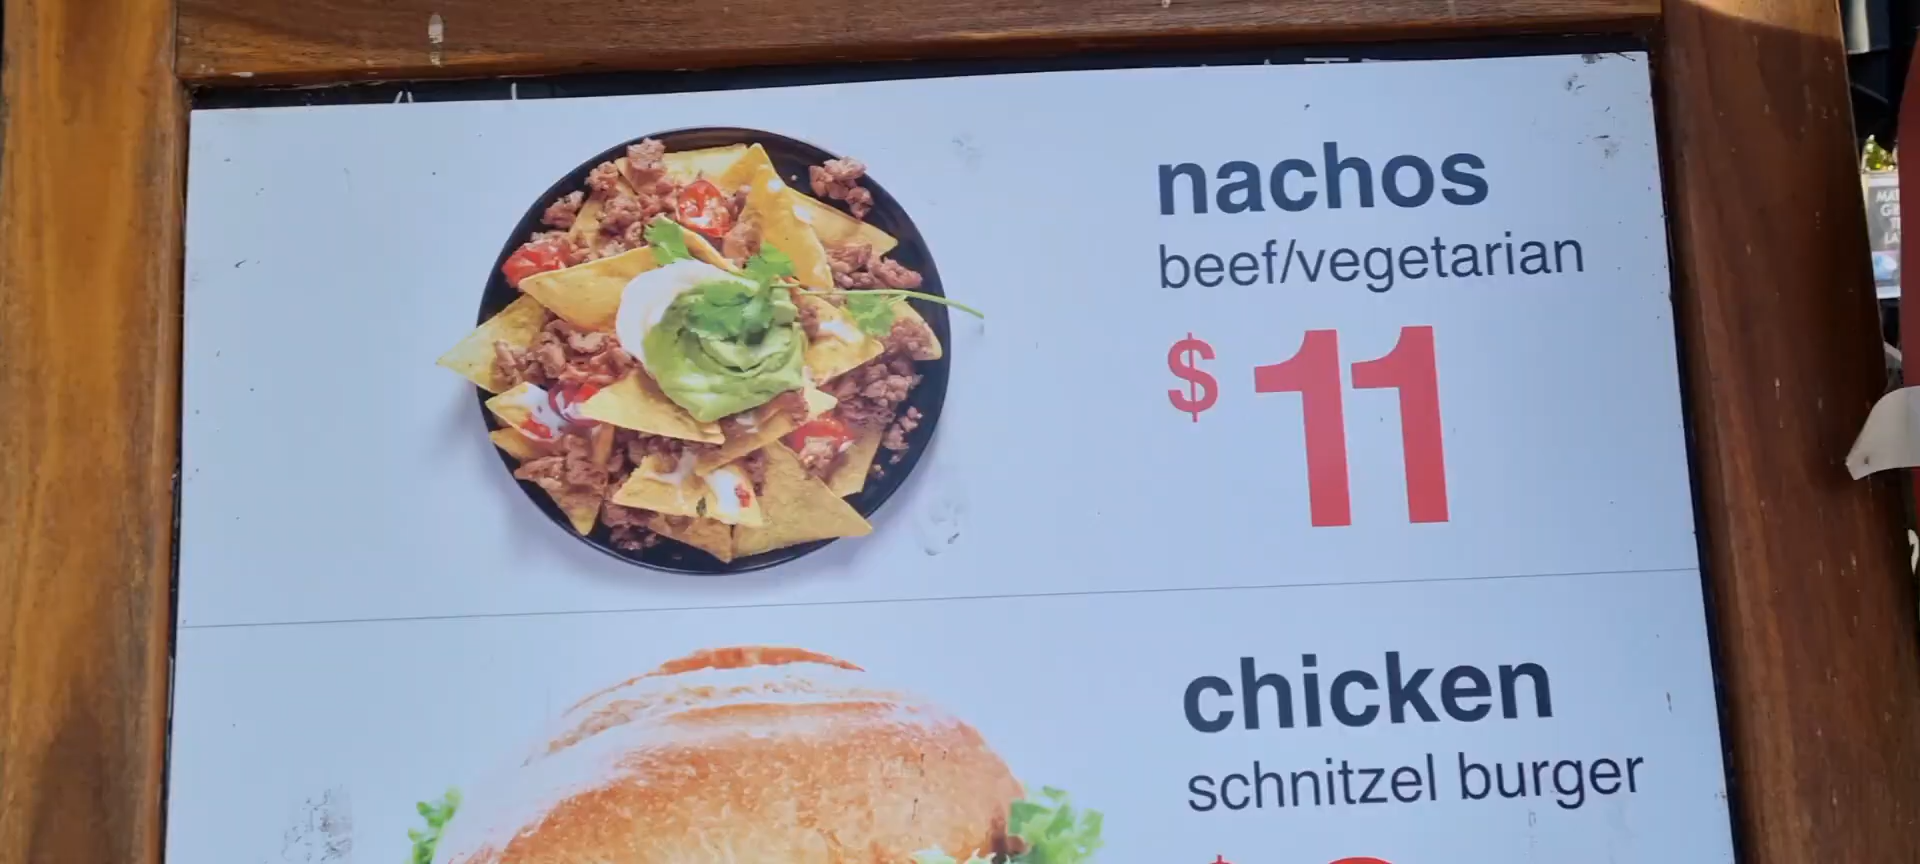 nachos
beef/vegetarian
$11
chicken
schnitzel burger